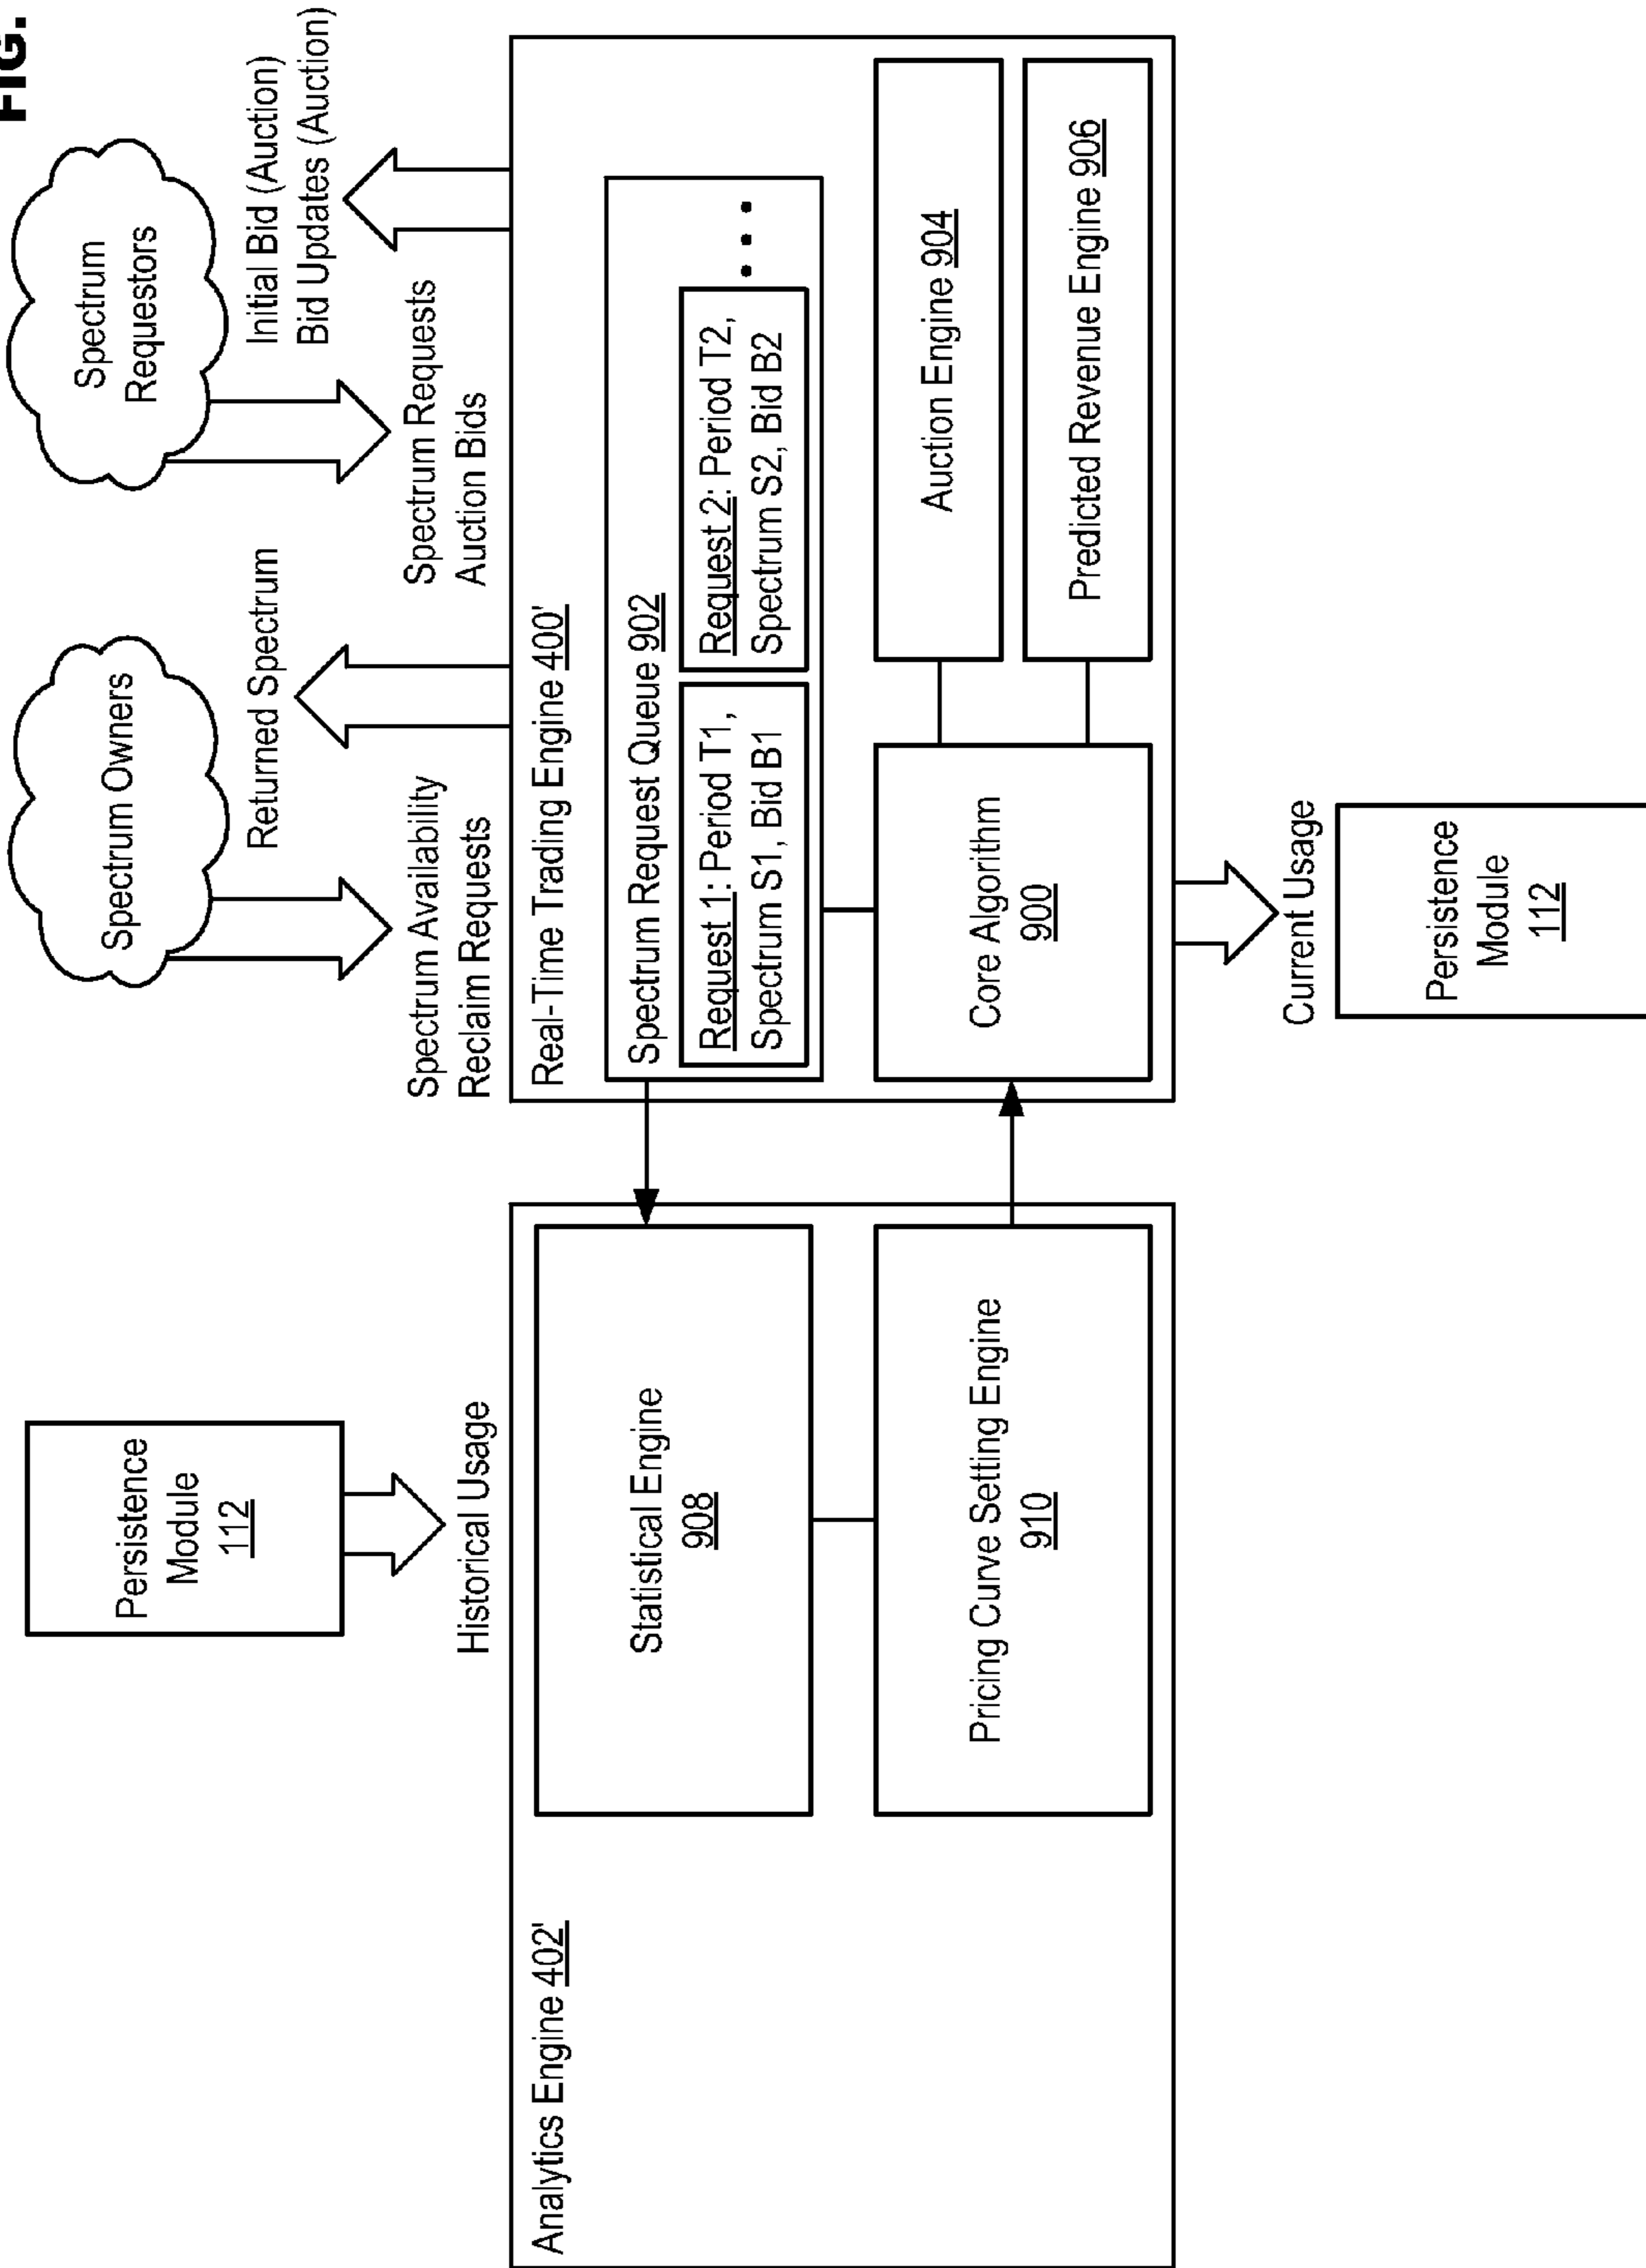 FIG.
Persistence
Module
112
Historical Usage
Spectrum Owners
Returned Spectrum
Spectrum Availability
Reclaim Requests
Spectrum
Requestors
Initial Bid (Auction)
Bid Updates (Auction)
Spectrum Requests
Auction Bids
Analytics Engine 402'
Statistical Engine
908
Pricing Curve Setting Engine
910
Real-Time Trading Engine 400'
Spectrum Request Queue 902
Request 1: Period T1,
Spectrum S1, Bid B1
Request 2: Period T2,
Spectrum S2, Bid B2
• • •
Core Algorithm
900
Auction Engine 904
Predicted Revenue Engine 906
Current Usage
Persistence
Module
112